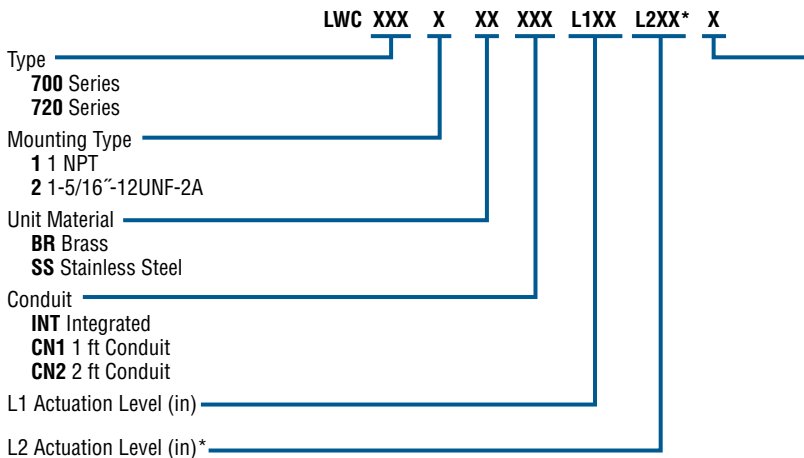 LWC XXX X XX XXX L1XX L2XX* X
Type
700 Series
720 Series
Mounting Type
1 1 NPT
2 1-5/16˝-12UNF-2A
Unit Material
BR Brass
SS Stainless Steel
Conduit
INT Integrated
CN1 1 ft Conduit
CN2 2 ft Conduit
L1 Actuation Level (in)
L2 Actuation Level (in)*